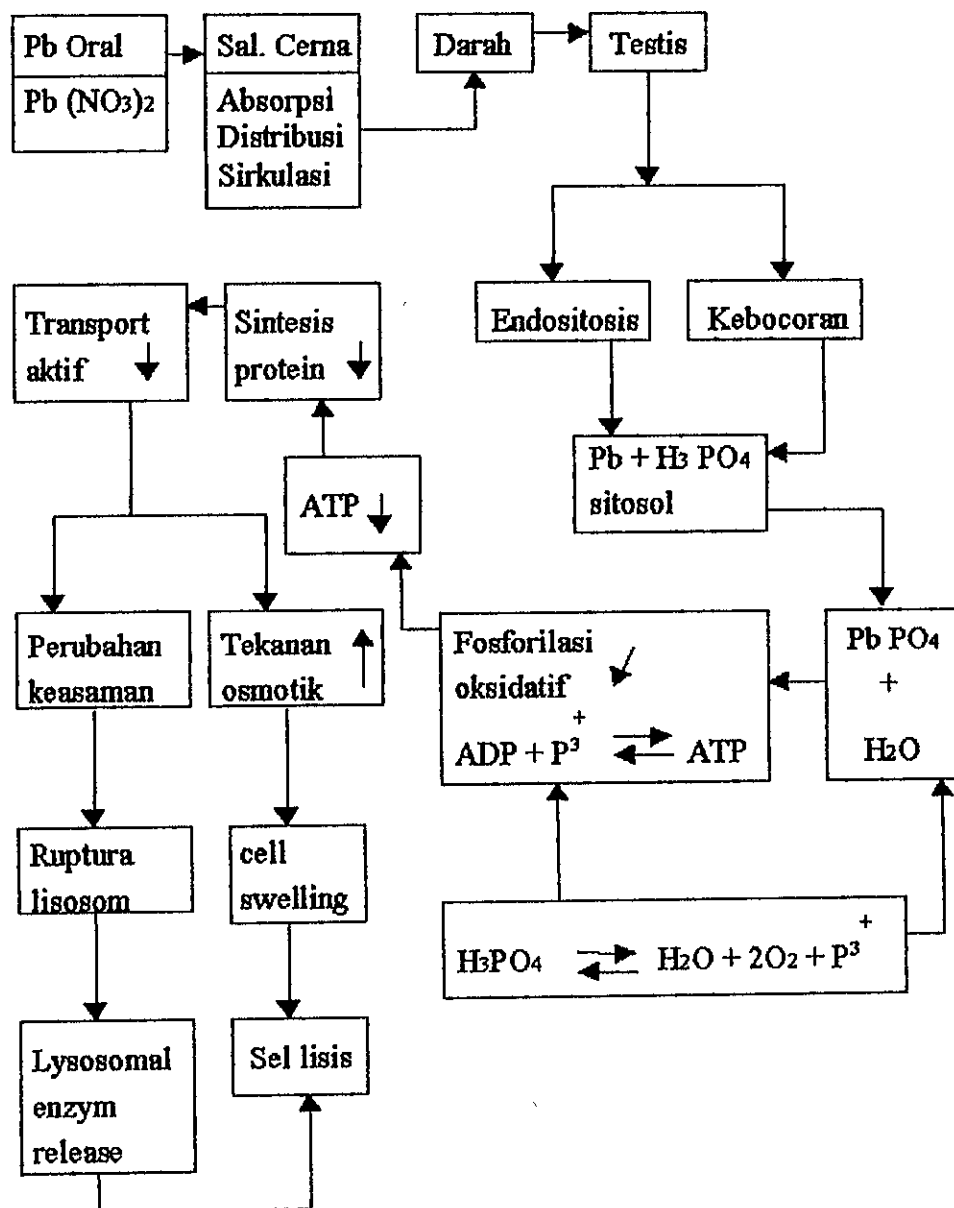 Pb Oral
Pb (NO3)2
Sal. Cerna
Absorpsi
Distribusi
Sirkulasi
Darah
Testis
Endositosis
Kebocoran
Pb + H3 PO4
sitosol
Pb PO4
+
H2O
Fosforilasi
oksidatif
ADP + P3+ ATP
H3PO4 H2O + 2O2 + P3+
ATP
Sintesis
protein
Transport
aktif
Perubahan
keasaman
Tekanan
osmotik
Ruptura
lisosom
cell
swelling
Lysosomal
enzym
release
Sel lisis